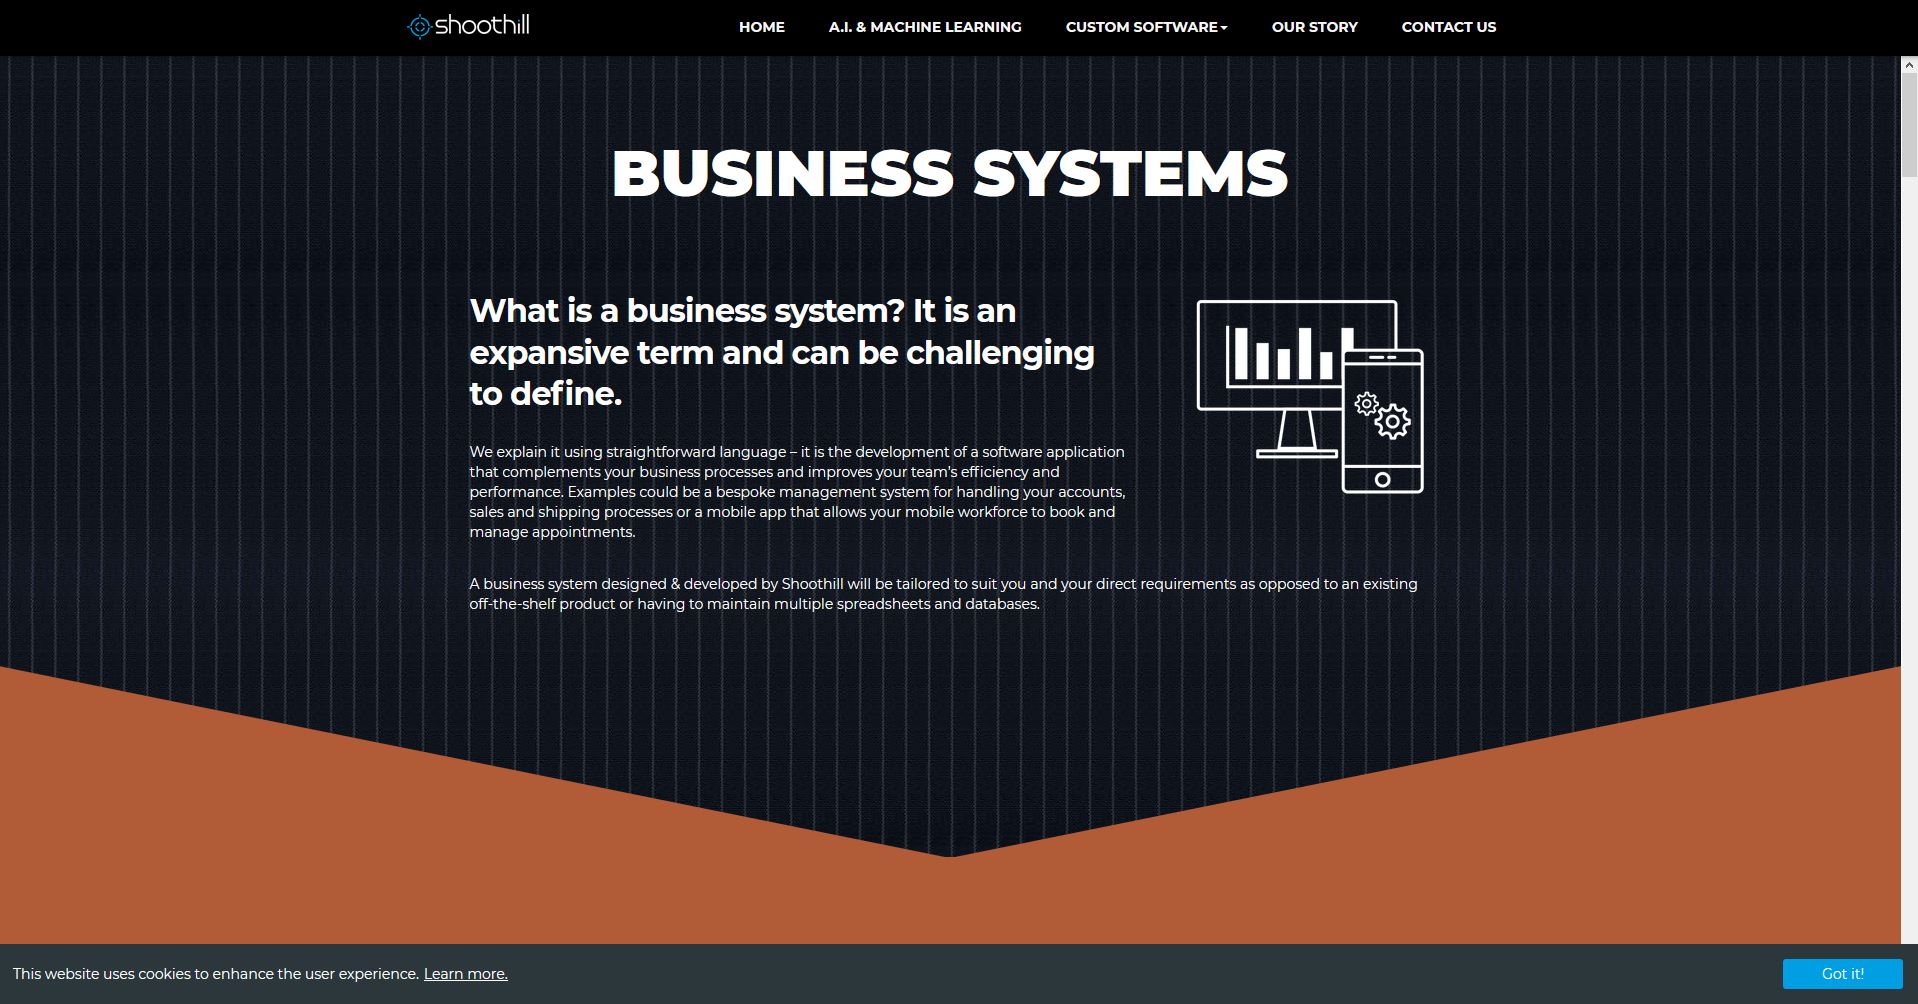 shoothill
HOME A.I. & MACHINE LEARNING CUSTOM SOFTWARE OUR STORY CONTACT US
BUSINESS SYSTEMS
What is a business system? It is an
expansive term and can be challenging
to define.
We explain it using straightforward language – it is the development of a software application
that complements your business processes and improves your team's efficiency and
performance. Examples could be a bespoke management system for handling your accounts,
sales and shipping processes or a mobile app that allows your mobile workforce to book and
manage appointments.
A business system designed & developed by Shoothill will be tailored to suit you and your direct requirements as opposed to an existing
off-the-shelf product or having to maintain multiple spreadsheets and databases.
This website uses cookies to enhance the user experience. Learn more.
Got it!